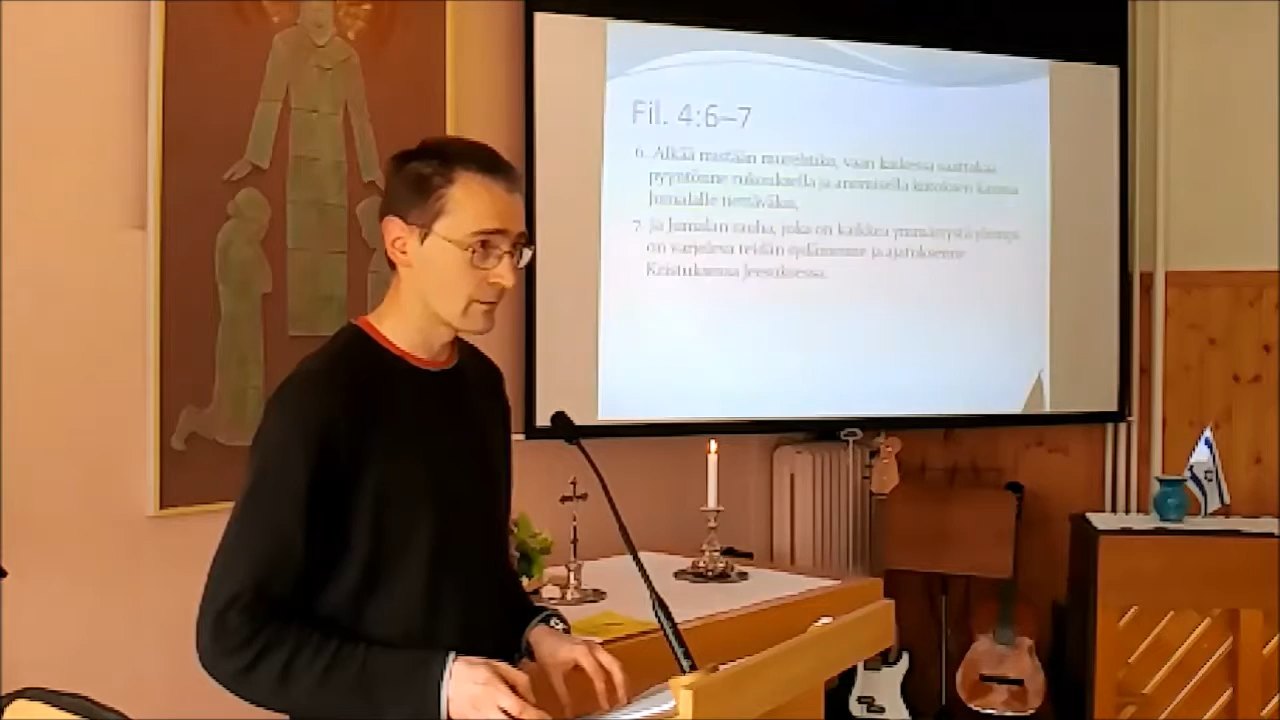 Fil. 4:6–7
6. Älkää mistään murehtiko, vaan kaikessa saattakaa
pyyntönne rukouksella ja anomisella kiitoksen kanssa
Jumalalle tiettäväksi,
7. ja Jumalan rauha, joka on kaikkea ymmärrystä ylempi,
on varjeleva teidän sydämenne ja ajatuksenne
Kristuksessa Jeesuksessa.